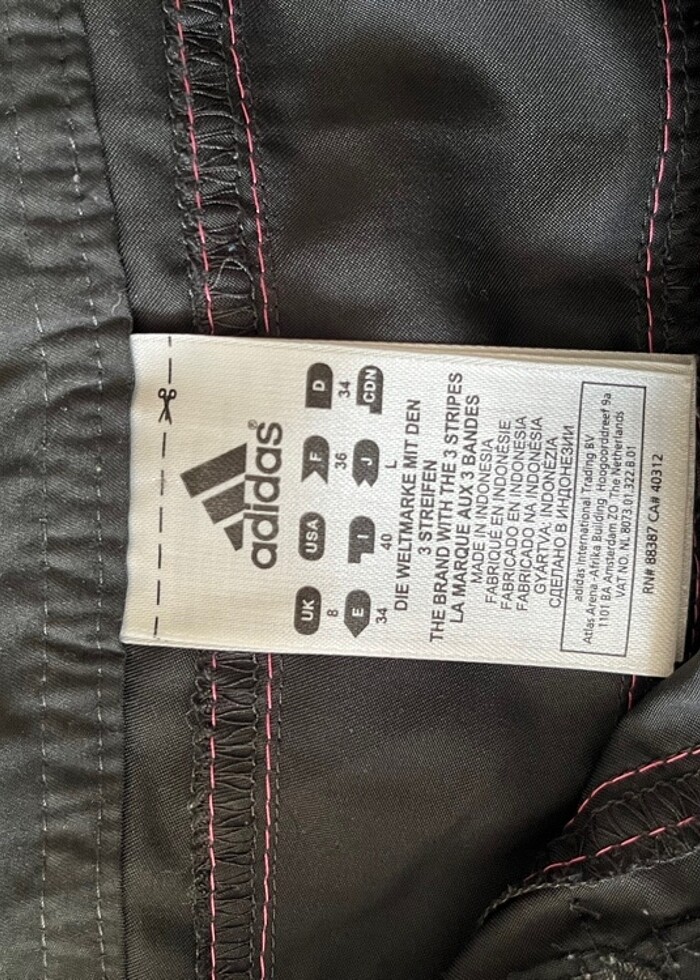 adidas®
UK USA F D
8 36 34
E I J CDN
34 40 L
DIE WELTMARKE MIT DEN
3 STREIFEN
THE BRAND WITH THE 3 STRIPES
LA MARQUE AUX 3 BANDES
MADE IN INDONESIA
FABRIQUÉ EN INDONÉSIE
FABRICADO EN INDONESIA
FABRICADO NA INDONÉSIA
GYÁRTVA: INDONÉZIA
СДЕЛАНО В ИНДОНЕЗИИ
adidas International Trading BV
Atlas Arena -Afrika Building Hoogoorddreef 9a
1101 BA Amsterdam ZO The Netherlands
VAT NO. NL 8073.01.322.B.01
RN# 88387 CA# 40312